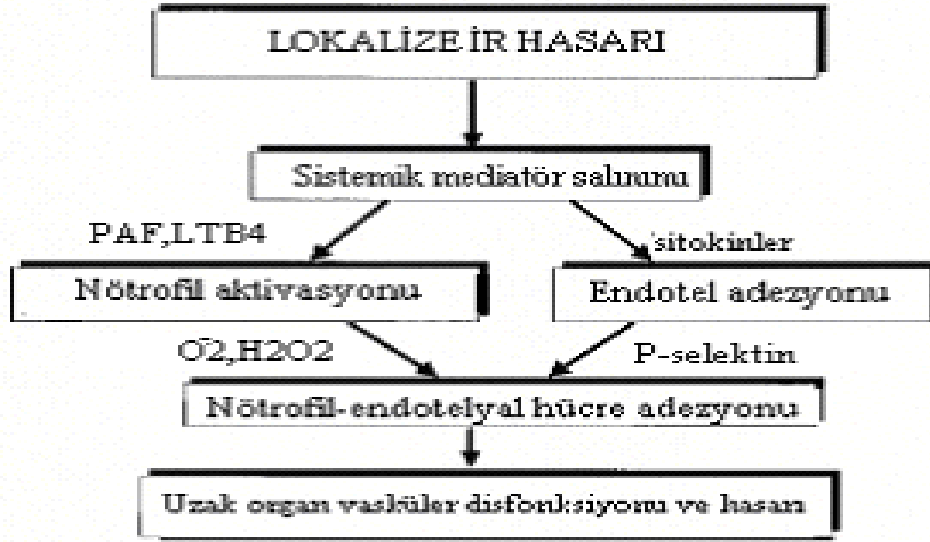 LOKALİZE İR HASARI
Sistemik mediatör salınımı
PAF,LTB4
sitokinler
Nötrofil aktivasyonu
Endotel adezyonu
O2,H2O2
P-selektin
Nötrofil-endotelyal hücre adezyonu
Uzak organ vasküler disfonksiyonu ve hasarı